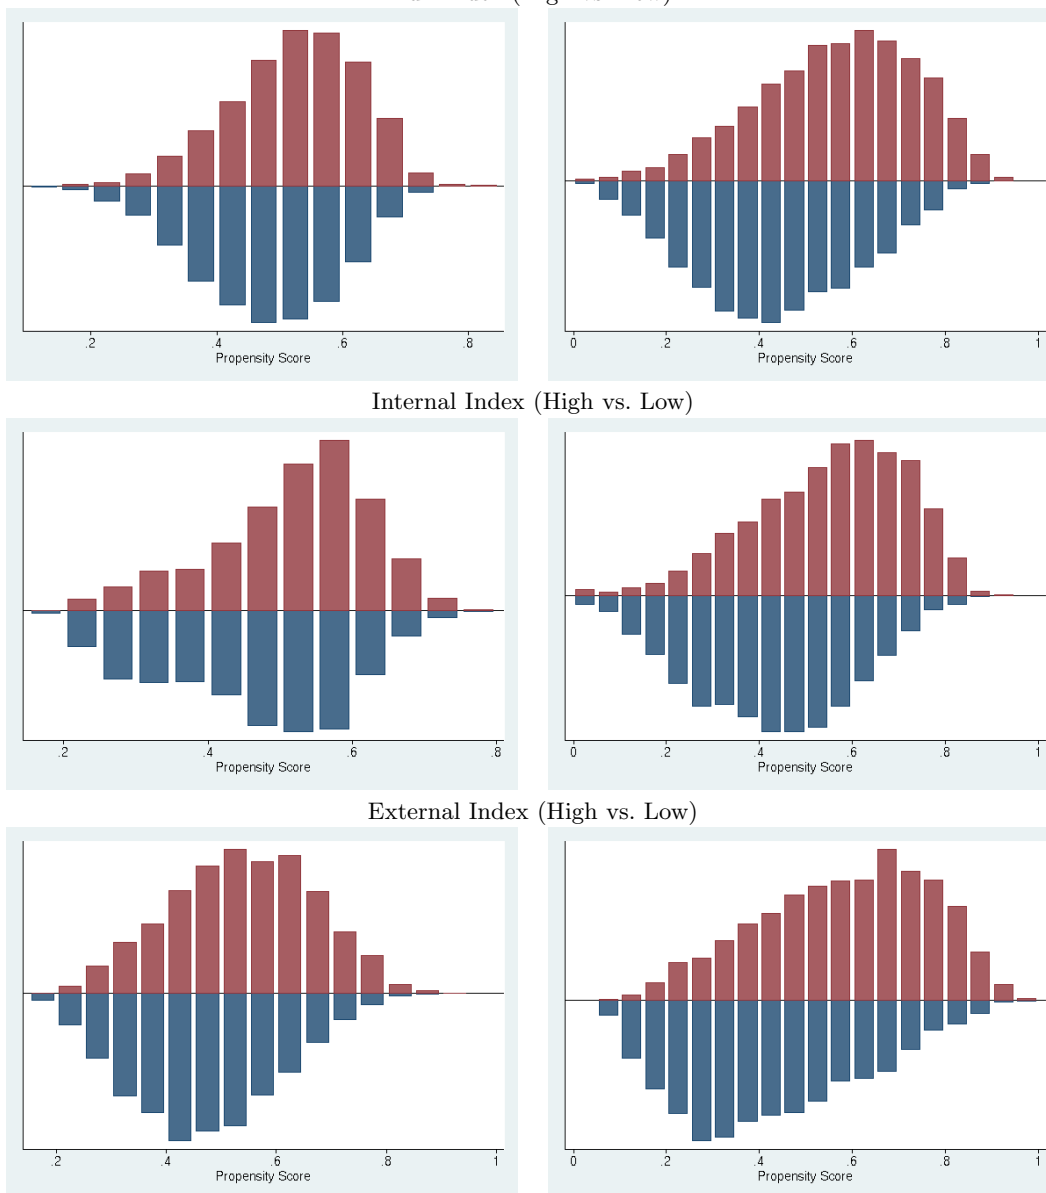 .2 .4 .6 .8
Propensity Score
0 .2 .4 .6 .8 1
Propensity Score
Internal Index (High vs. Low)
.2 .4 .6 .8
Propensity Score
0 .2 .4 .6 .8 1
Propensity Score
External Index (High vs. Low)
.2 .4 .6 .8 1
Propensity Score
0 .2 .4 .6 .8 1
Propensity Score